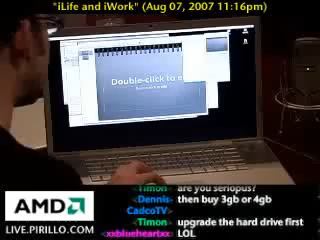 "iLife and iWork" (Aug 07, 2007 11:16pm)
Double-click to e
AMD
LIVE.PIRILLO.COM
<Timon> are you seriopus?
<Dennis-CadcoTV> then buy 3gb or 4gb
<Timon> upgrade the hard drive first
<xxblueheartxx> LOL